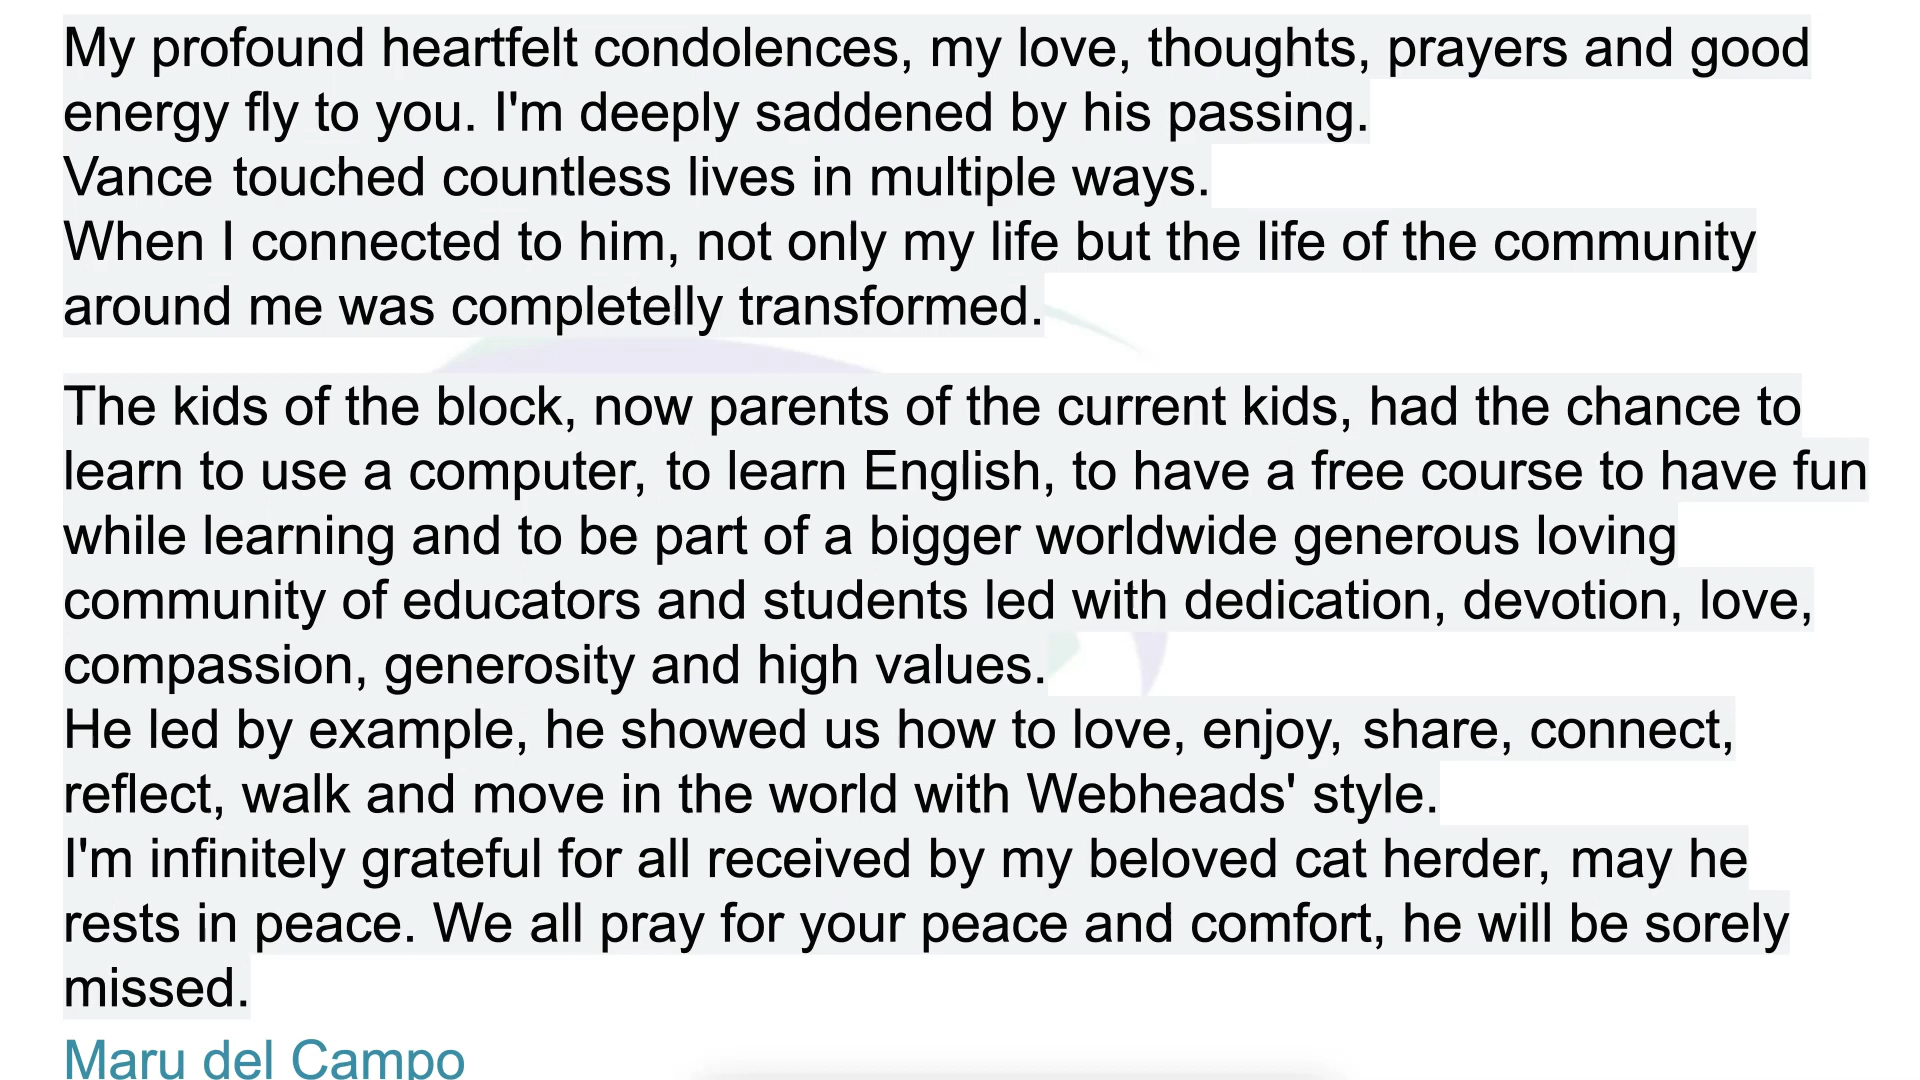 My profound heartfelt condolences, my love, thoughts, prayers and good
energy fly to you. I'm deeply saddened by his passing.
Vance touched countless lives in multiple ways.
When I connected to him, not only my life but the life of the community
around me was completelly transformed.
The kids of the block, now parents of the current kids, had the chance to
learn to use a computer, to learn English, to have a free course to have fun
while learning and to be part of a bigger worldwide generous loving
community of educators and students led with dedication, devotion, love,
compassion, generosity and high values.
He led by example, he showed us how to love, enjoy, share, connect,
reflect, walk and move in the world with Webheads' style.
I'm infinitely grateful for all received by my beloved cat herder, may he
rests in peace. We all pray for your peace and comfort, he will be sorely
missed.
Maru del Campo